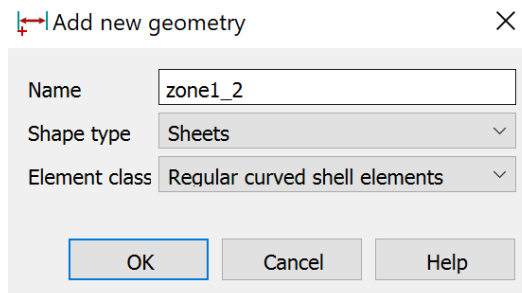 Add new geometry
Name zone1_2
Shape type Sheets
Element class Regular curved shell elements
OK Cancel Help